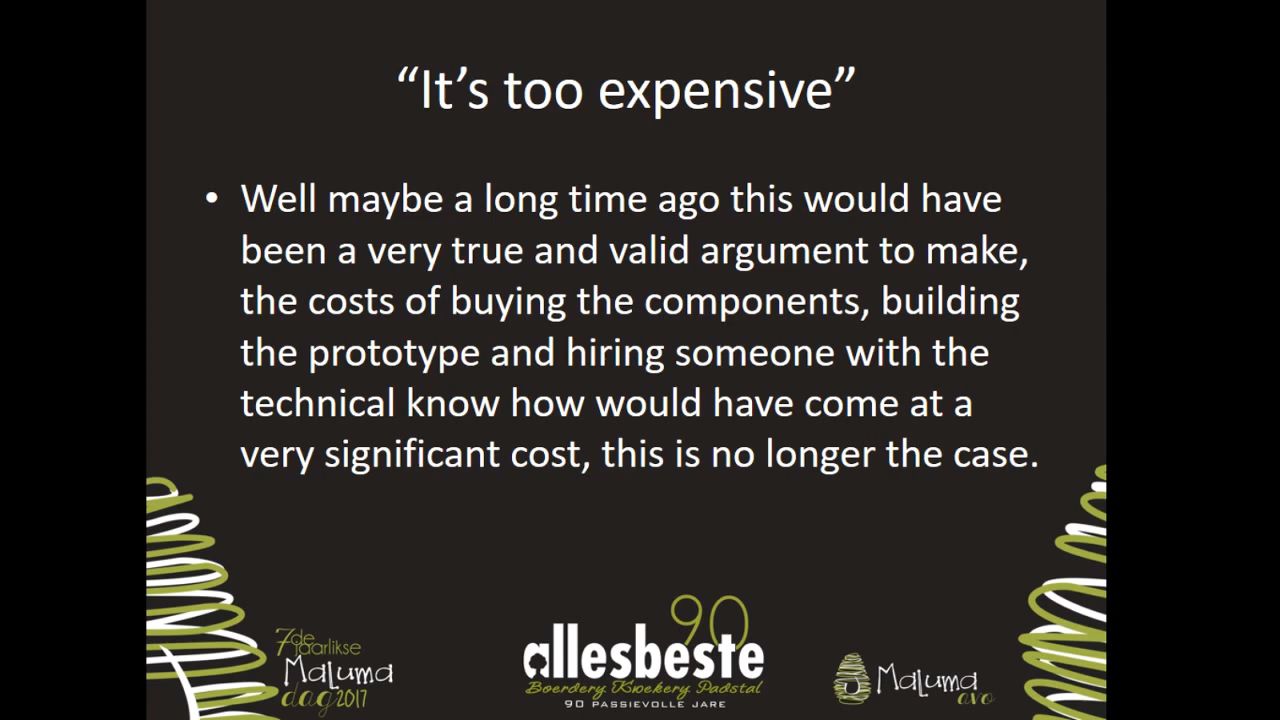 “It’s too expensive”
• Well maybe a long time ago this would have
been a very true and valid argument to make,
the costs of buying the components, building
the prototype and hiring someone with the
technical know how would have come at a
very significant cost, this is no longer the case.
7de
jaarlikse
Maluma
dag 2017
90
allesbeste
Boerdery Kwekery Padstal
90 PASSIEVOLLE JARE
Maluma
avo